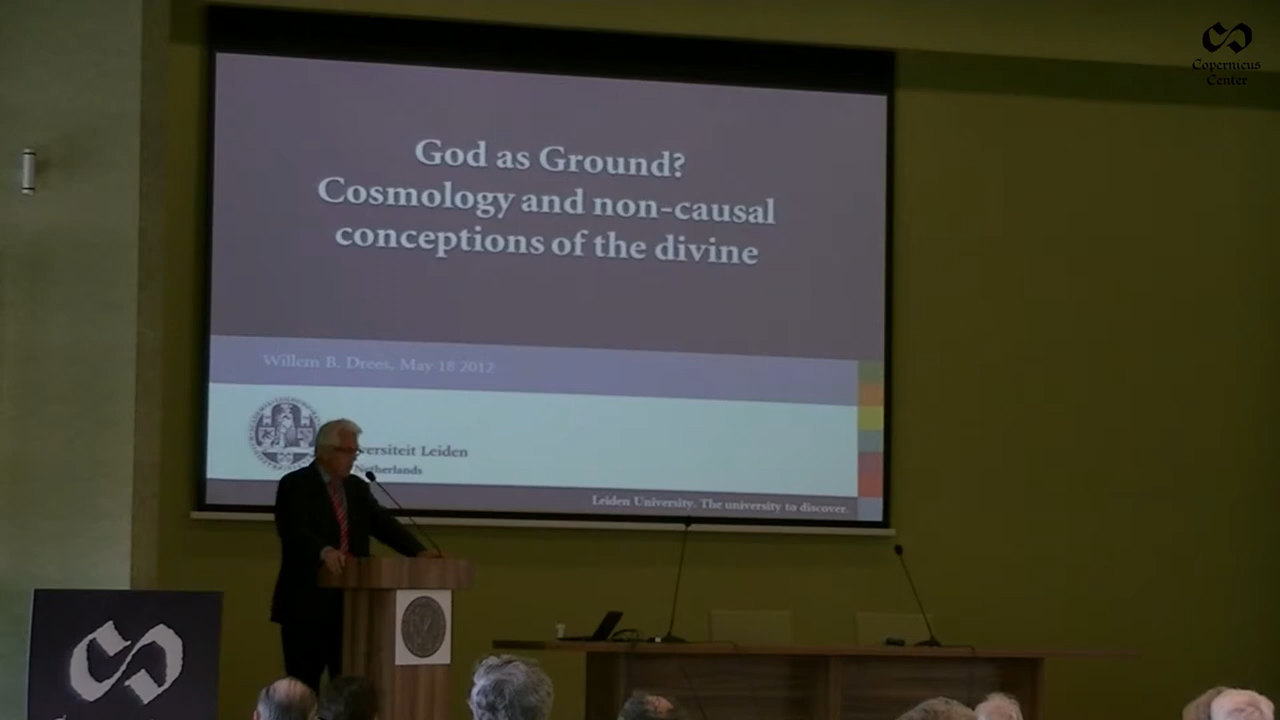 Copernicus
Center
God as Ground?
Cosmology and non-causal
conceptions of the divine
Willem B. Drees, May 18 2012
versiteit Leiden
Netherlands
Leiden University. The university to discover.